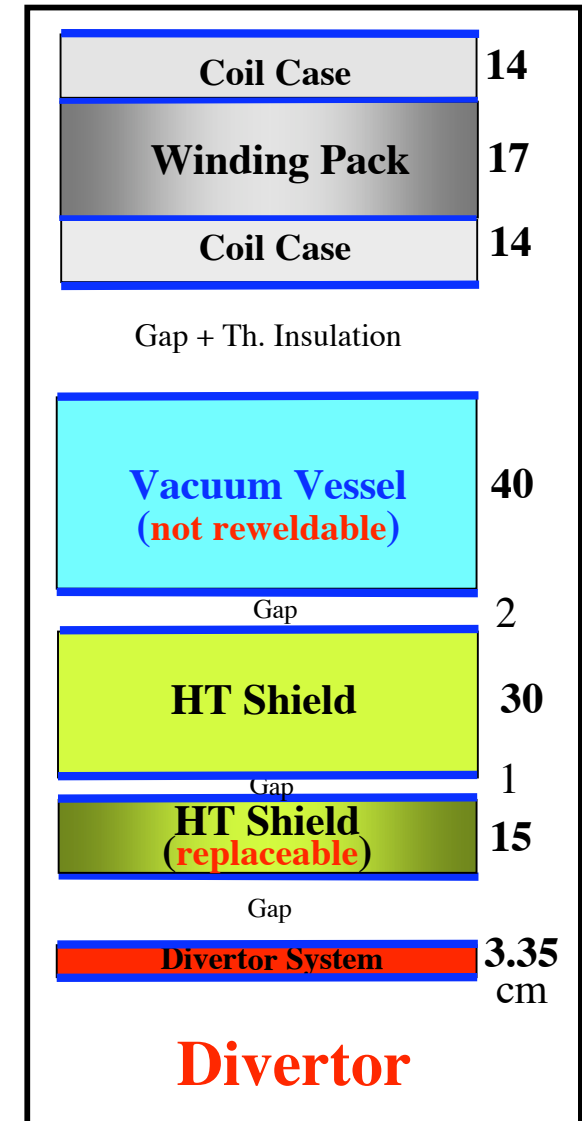 Coil Case 14
Winding Pack 17
Coil Case 14
Gap + Th. Insulation
Vacuum Vessel 40
(not reweldable)
Gap 2
HT Shield 30
Gap 1
HT Shield 15
(replaceable)
Gap
Divertor System 3.35
cm
Divertor